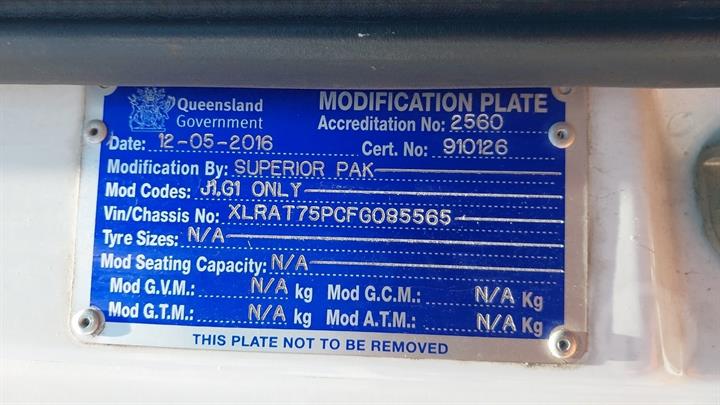 Queensland Government
MODIFICATION PLATE
Accreditation No: 2560
Date: 12-05-2016 Cert. No: 910126
Modification By: SUPERIOR PAK
Mod Codes: J1.G1 ONLY
Vin/Chassis No: XLRAT75PCFG085565
Tyre Sizes: N/A
Mod Seating Capacity: N/A
Mod G.V.M.: N/A kg Mod G.C.M.: N/A Kg
Mod G.T.M.: N/A kg Mod A.T.M.: N/A Kg
THIS PLATE NOT TO BE REMOVED